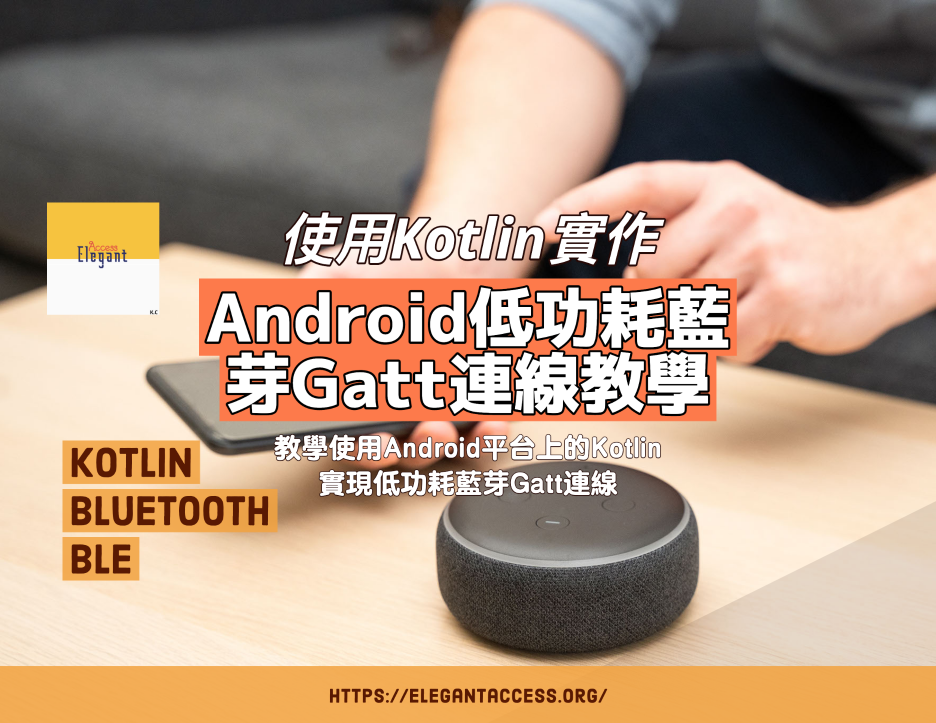 使用Kotlin實作
Access
Elegant
K.C
Android低功耗藍
芽Gatt連線教學
教學使用Android平台上的Kotlin
實現低功耗藍芽Gatt連線
KOTLIN
BLUETOOTH
BLE
HTTPS://ELEGANTACCESS.ORG/